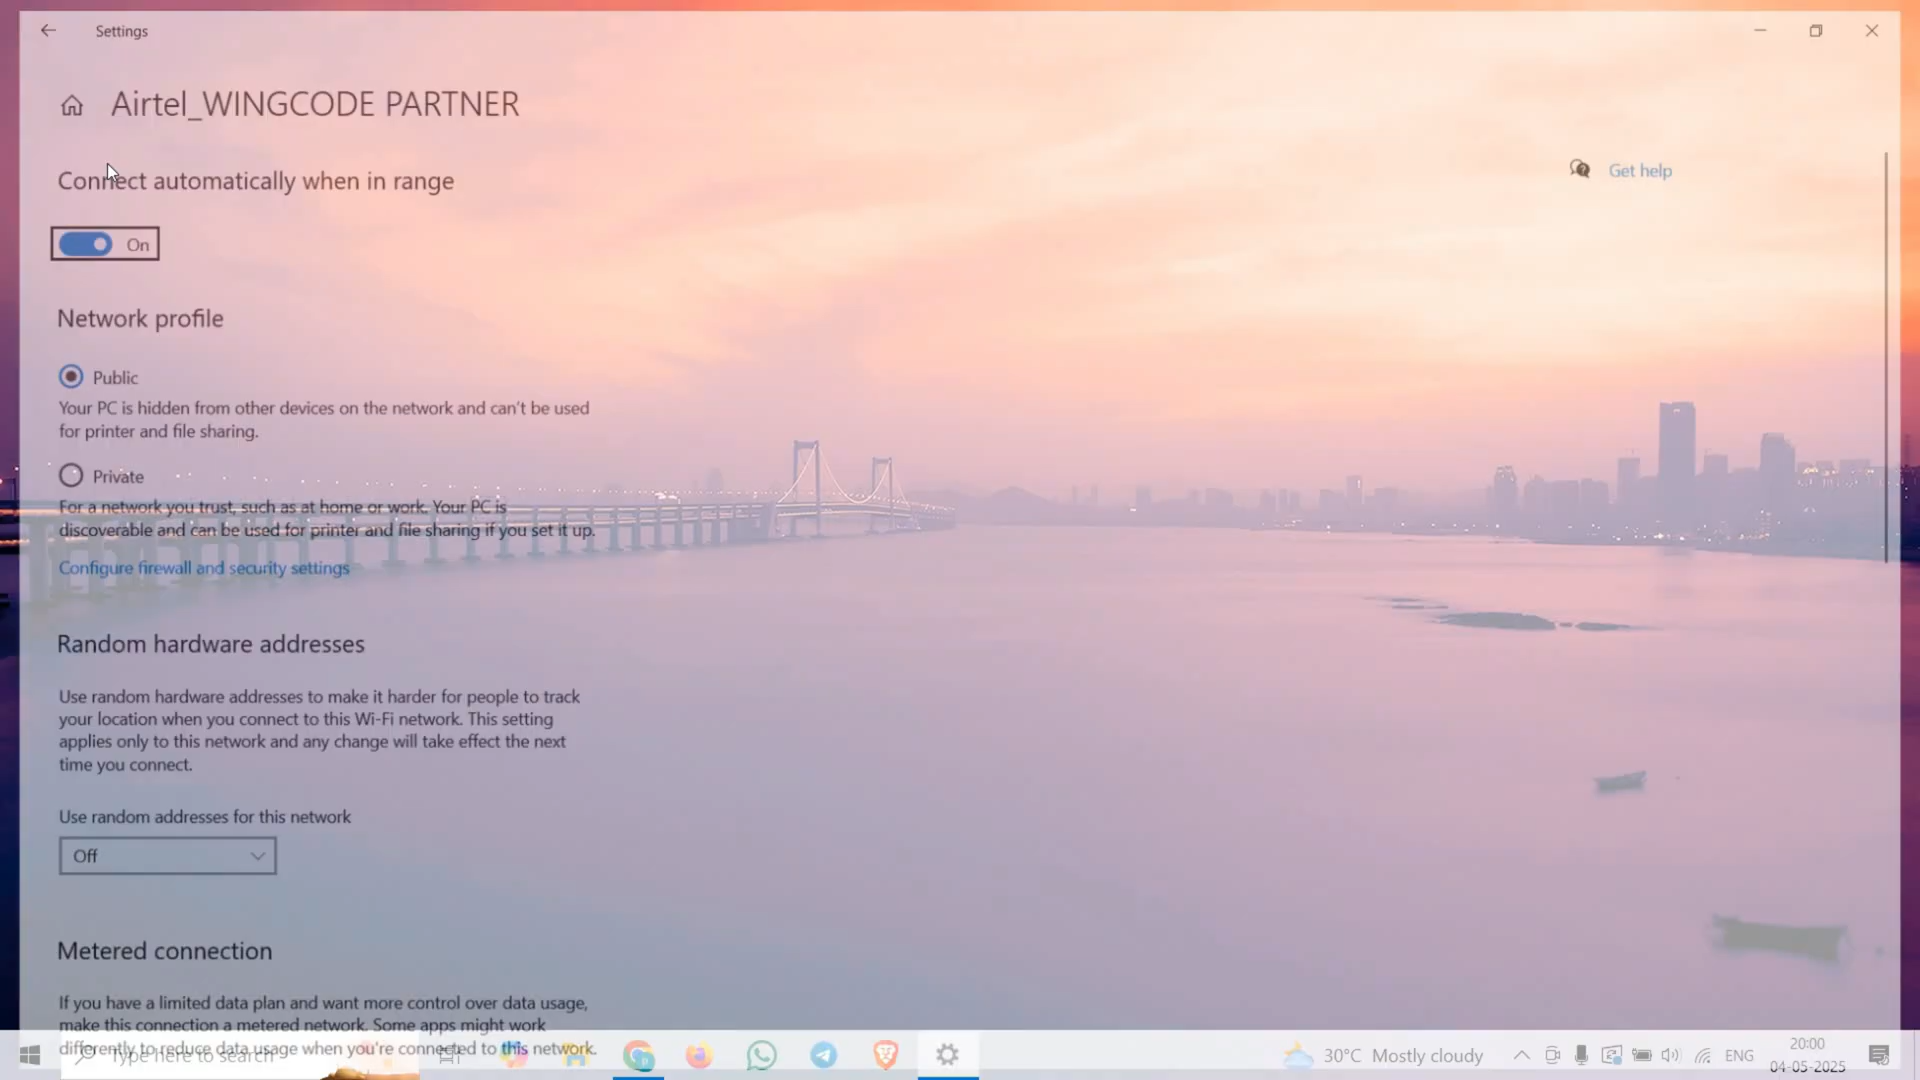 Settings
Airtel_WINGCODE PARTNER
Connect automatically when in range
Get help
On
Network profile
Public
Your PC is hidden from other devices on the network and can't be used
for printer and file sharing.
Private
For a network you trust, such as at home or work. Your PC is
discoverable and can be used for printer and file sharing if you set it up.
Configure firewall and security settings
Random hardware addresses
Use random hardware addresses to make it harder for people to track
your location when you connect to this Wi-Fi network. This setting
applies only to this network and any change will take effect the next
time you connect.
Use random addresses for this network
Off
Metered connection
If you have a limited data plan and want more control over data usage,
make this connection a metered network. Some apps might work
differently to reduce data usage when you're connected to this network.
Type here to search
30°C Mostly cloudy
ENG
20:00
04-05-2025